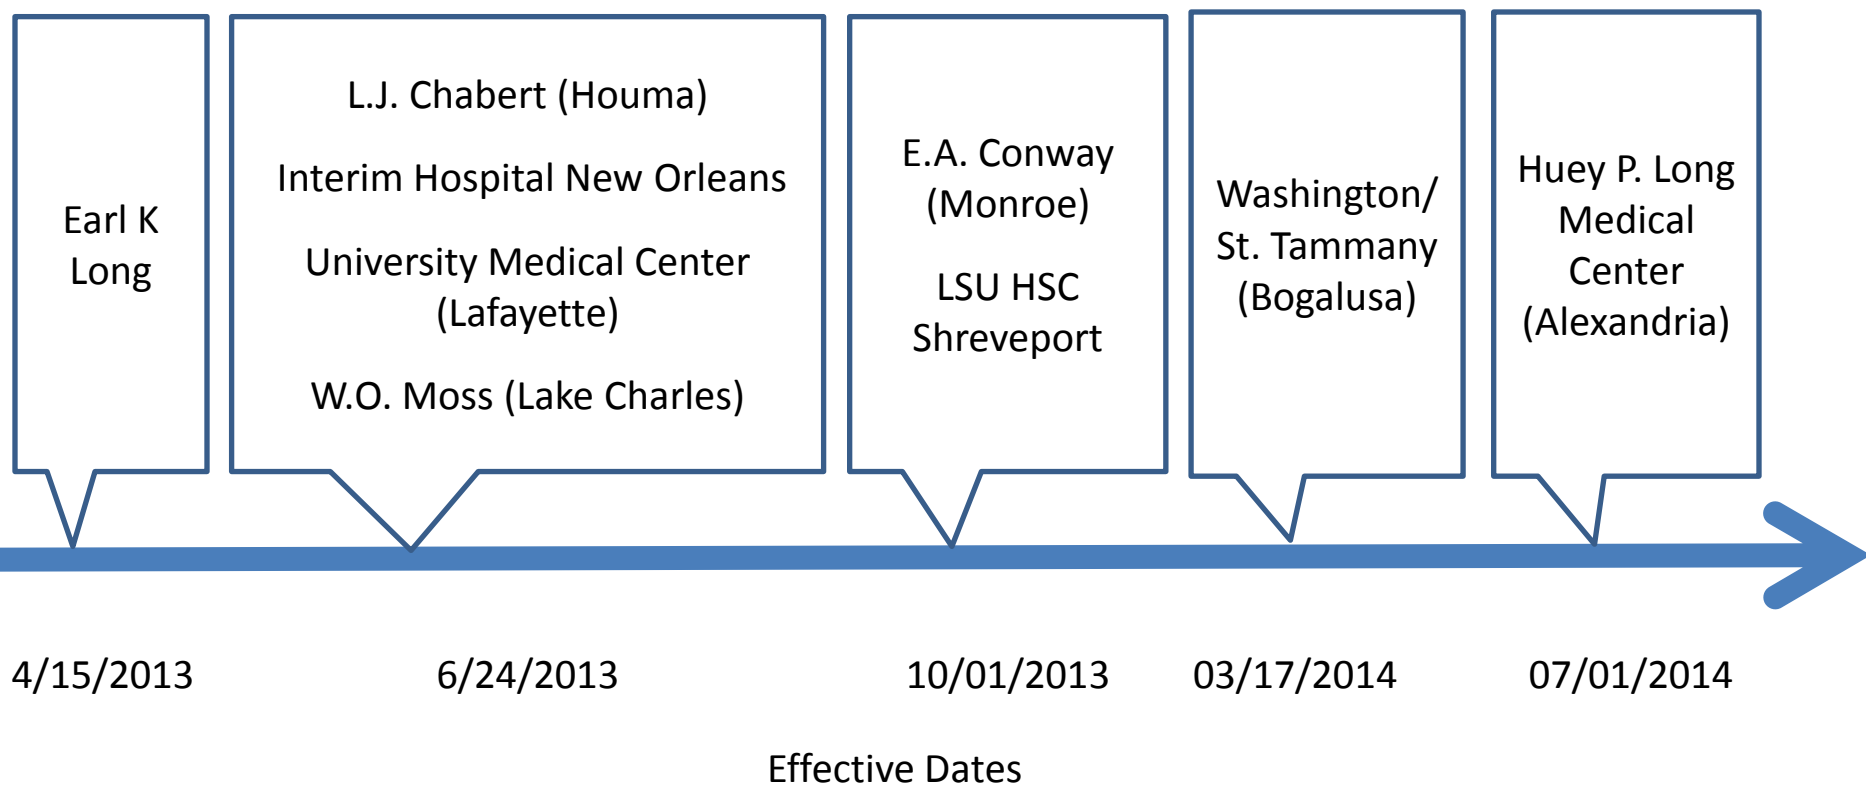 Earl K
Long
L.J. Chabert (Houma)
Interim Hospital New Orleans
University Medical Center
(Lafayette)
W.O. Moss (Lake Charles)
E.A. Conway
(Monroe)
LSU HSC
Shreveport
Washington/
St. Tammany
(Bogalusa)
Huey P. Long
Medical
Center
(Alexandria)
4/15/2013
6/24/2013
10/01/2013
03/17/2014
07/01/2014
Effective Dates